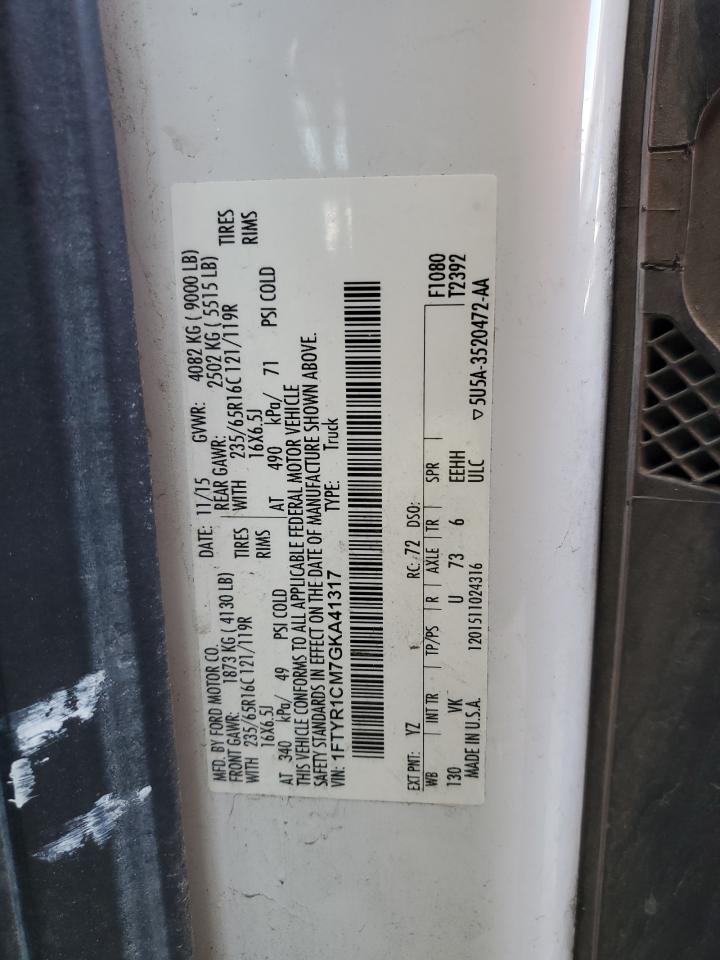 MFD. BY FORD MOTOR CO. DATE: 11/15 GVWR: 4082 KG ( 9000 LB)
FRONT GAWR: 1873 KG ( 4130 LB) REAR GAWR: 2502 KG ( 5515 LB)
WITH 235/65R16C 121/119R TIRES WITH 235/65R16C 121/119R TIRES
16X6.5J RIMS 16X6.5J RIMS
AT 340 kPa/ 49 PSI COLD AT 490 kPa/ 71 PSI COLD
THIS VEHICLE CONFORMS TO ALL APPLICABLE FEDERAL MOTOR VEHICLE
SAFETY STANDARDS IN EFFECT ON THE DATE OF MANUFACTURE SHOWN ABOVE.
VIN: 1FTYR1CM7GKA41317 TYPE: Truck
EXT PNT: YZ RC: 72 DSO: F1080
WB INT TR TP/PS R AXLE TR SPR T2392
130 VK U 73 6 EEHH
MADE IN U.S.A. 1201511024316 ULC ▽5U5A-3520472-AA